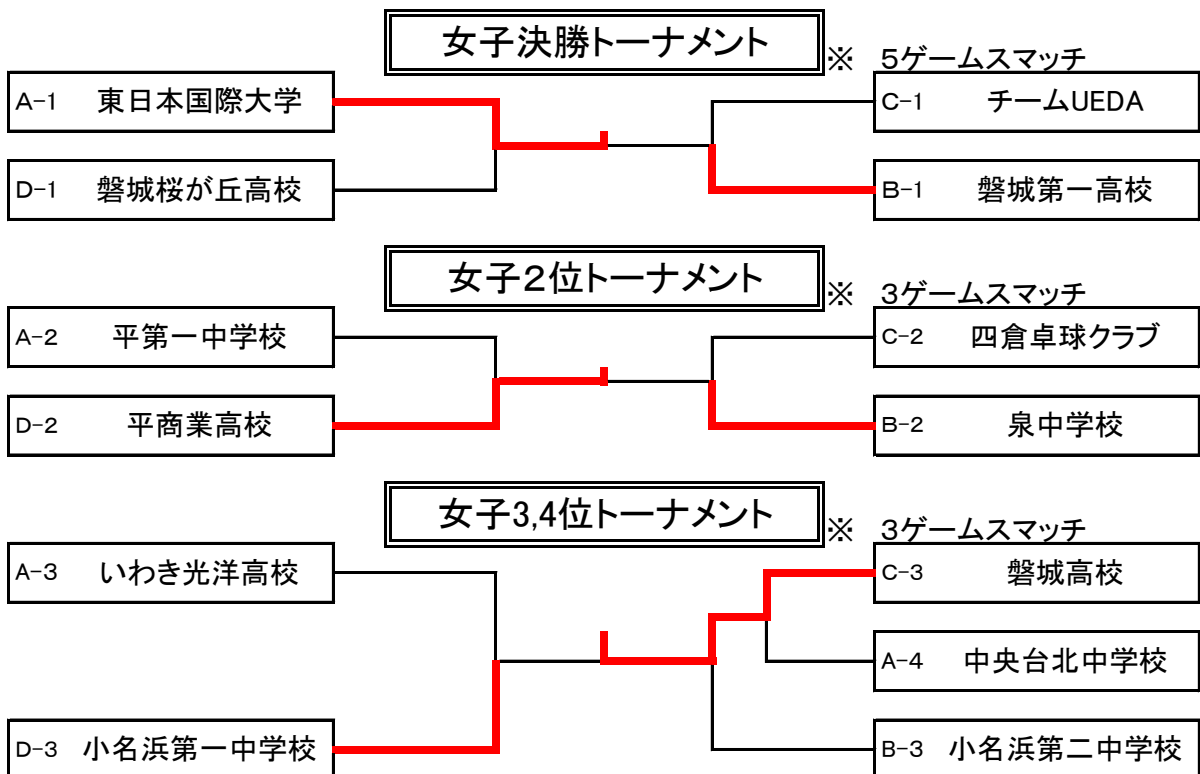 女子決勝トーナメント
※ 5ゲームスマッチ
A-1 東日本国際大学
C-1 チームUEDA
D-1 磐城桜が丘高校
B-1 磐城第一高校
女子２位トーナメント
※ 3ゲームスマッチ
A-2 平第一中学校
C-2 四倉卓球クラブ
D-2 平商業高校
B-2 泉中学校
女子3,4位トーナメント
※ 3ゲームスマッチ
A-3 いわき光洋高校
C-3 磐城高校
A-4 中央台北中学校
D-3 小名浜第一中学校
B-3 小名浜第二中学校